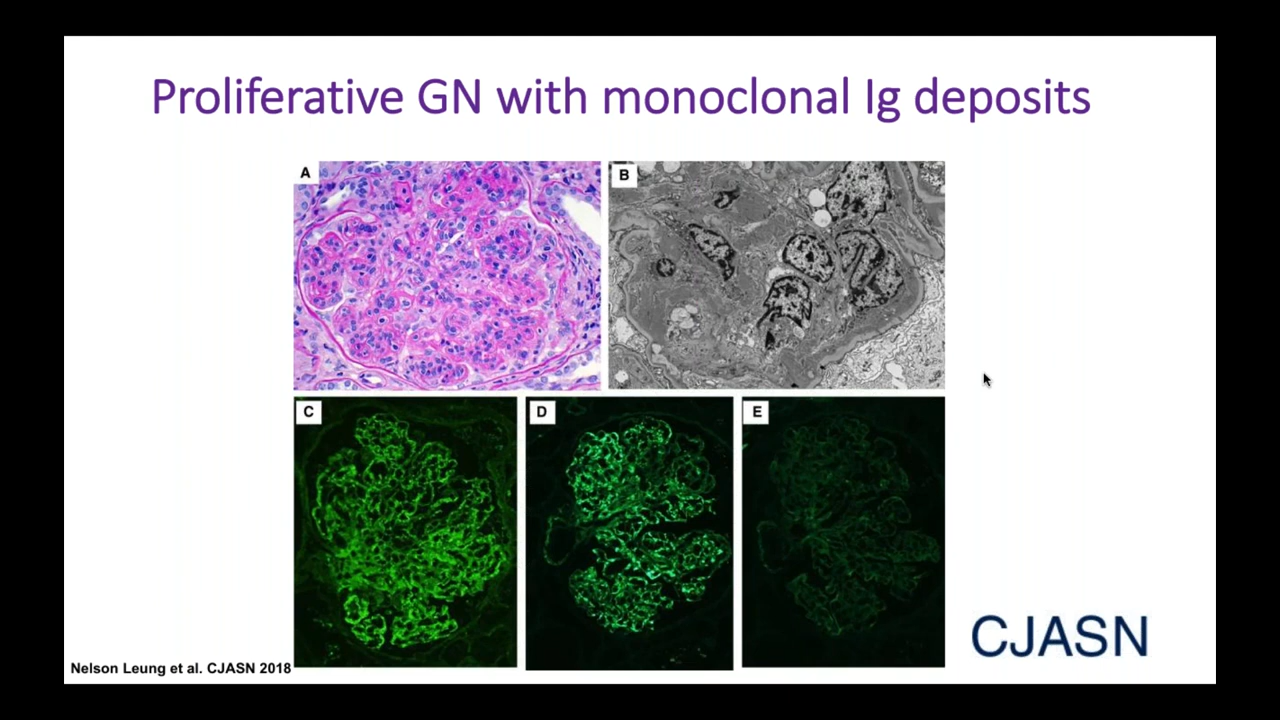 Proliferative GN with monoclonal Ig deposits
A
B
C
D
E
CJASN
Nelson Leung et al. CJASN 2018